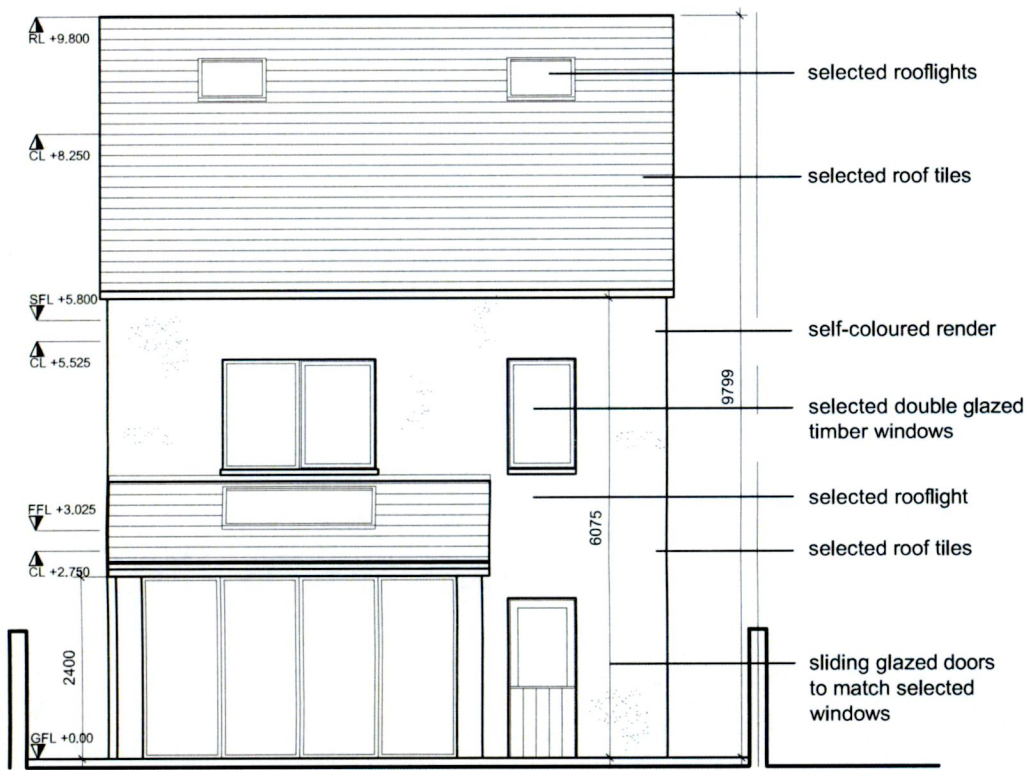 RL +9.800
CL +8.250
SFL +5.800
CL +5.525
FFL +3.025
CL +2.750
2400
GFL +0.00
6075
9799
selected rooflights
selected roof tiles
self-coloured render
selected double glazed
timber windows
selected rooflight
selected roof tiles
sliding glazed doors
to match selected
windows